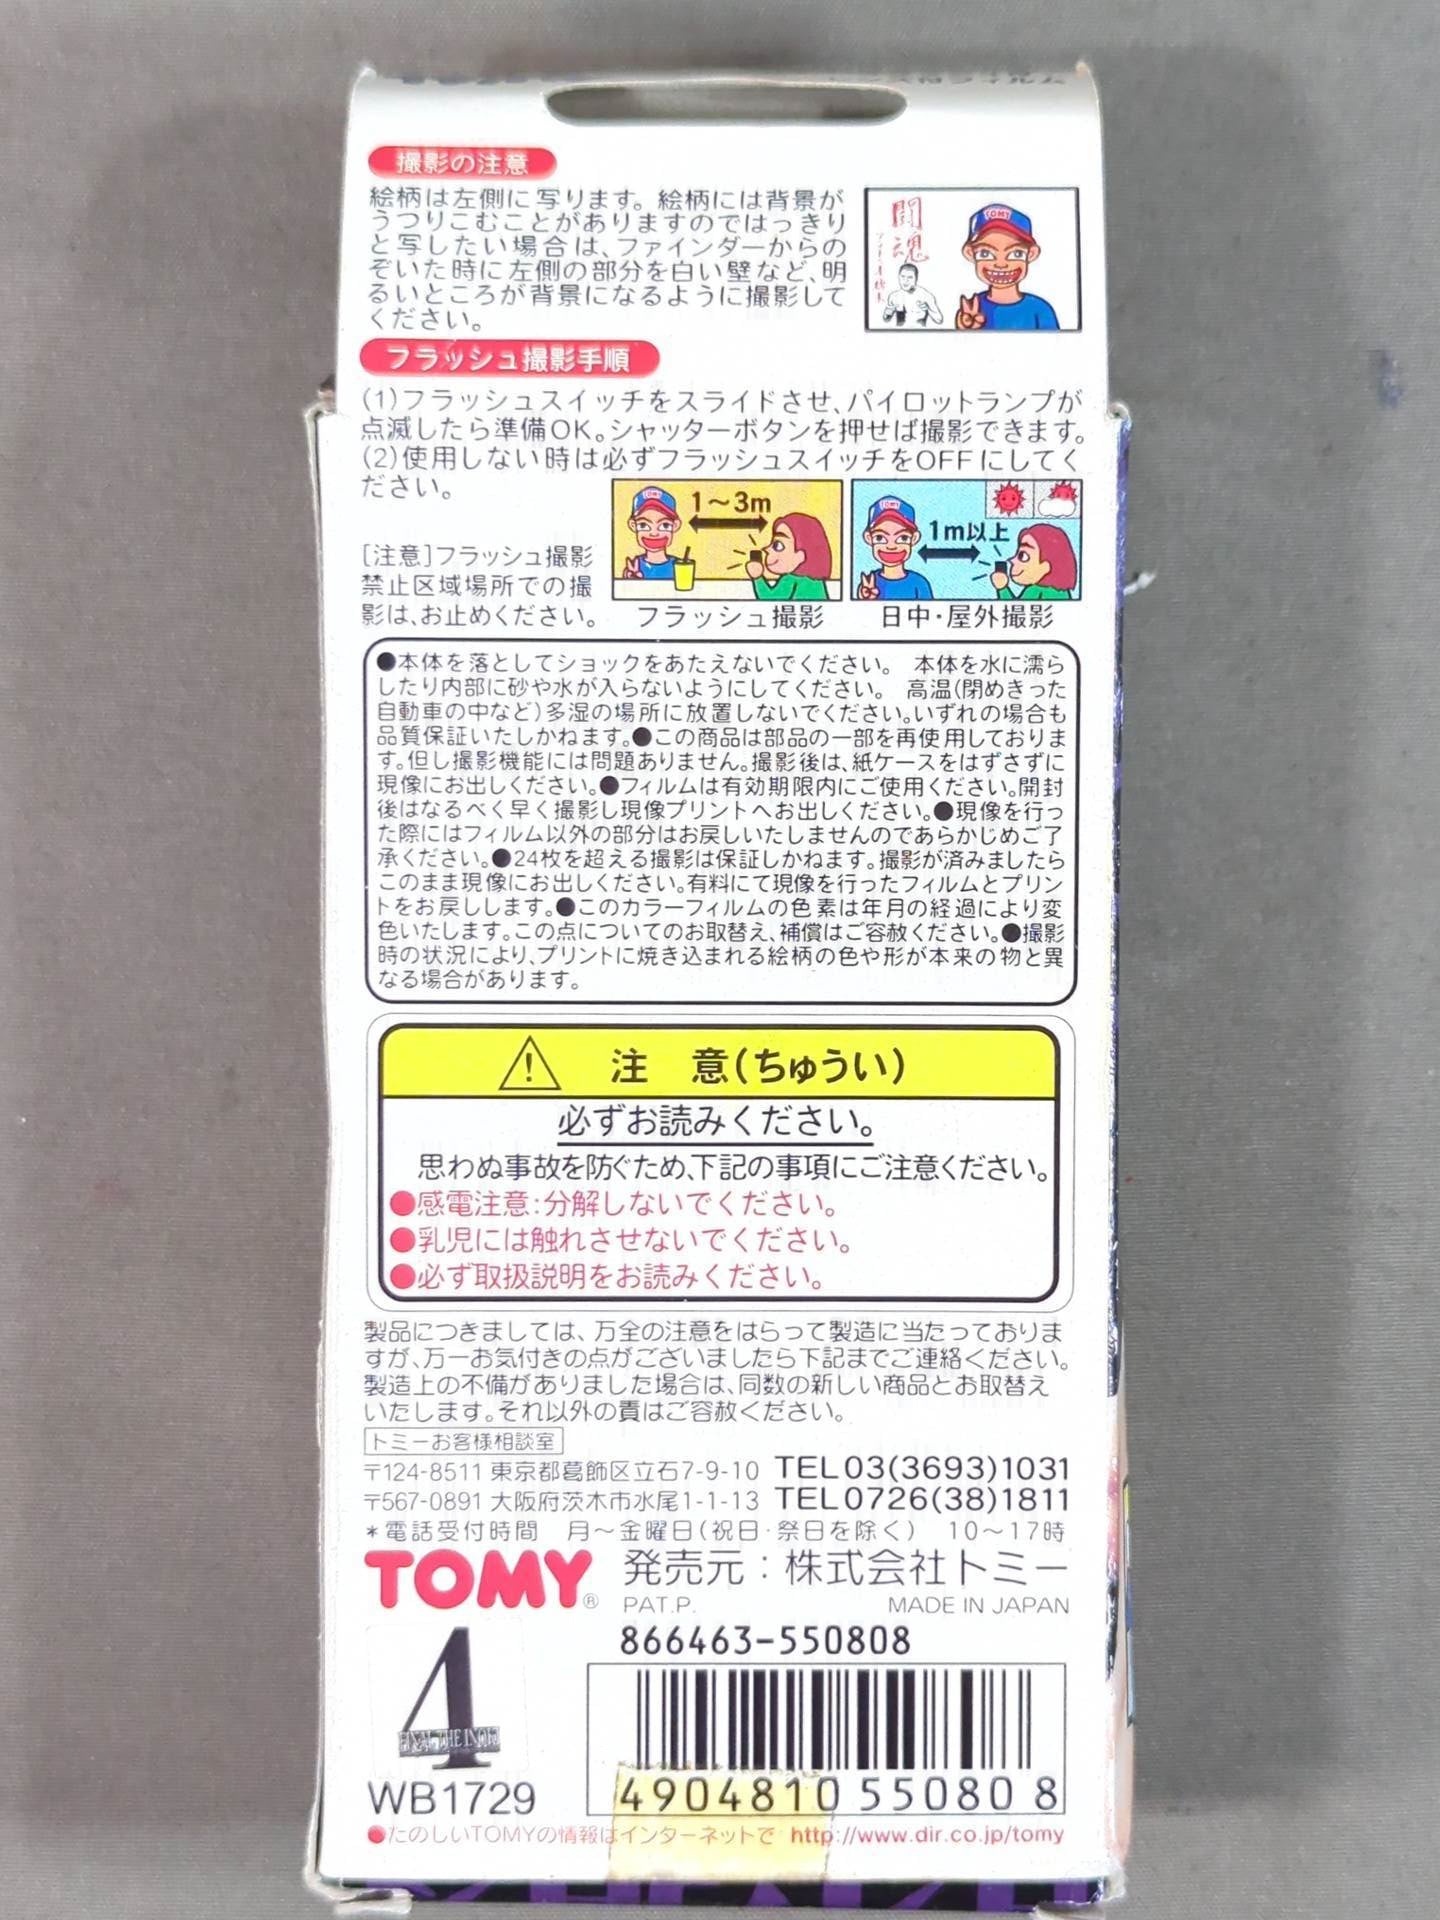 撮影の注意
絵柄は左側に写ります。絵柄には背景が
うつりこむことがありますのではっきり
と写したい場合は、ファインダーからの
ぞいた時に左側の部分を白い壁など、明
るいところが背景になるように撮影して
ください。
闘魂
TOMY
フラッシュ撮影手順
(1)フラッシュスイッチをスライドさせ、パイロットランプが
点滅したら準備OK。シャッターボタンを押せば撮影できます。
(2)使用しない時は必ずフラッシュスイッチをOFFにしてく
ださい。
[注意]フラッシュ撮影
禁止区域場所での撮
影は、お止めください。
TOMY
1〜3m
フラッシュ撮影
TOMY
1m以上
日中・屋外撮影
●本体を落としてショックをあたえないでください。 本体を水に濡ら
したり内部に砂や水が入らないようにしてください。 高温(閉めきった
自動車の中など)多湿の場所に放置しないでください。いずれの場合も
品質保証いたしかねます。●この商品は部品の一部を再使用しておりま
す。但し撮影機能には問題ありません。撮影後は、紙ケースをはずさずに
現像にお出しください。●フィルムは有効期限内にご使用ください。開封
後はなるべく早く撮影し現像プリントへお出しください。●現像を行っ
た際にはフィルム以外の部分はお戻しいたしませんのであらかじめご了
承ください。●24枚を超える撮影は保証しかねます。撮影が済みましたら
このまま現像にお出しください。有料にて現像を行ったフィルムとプリン
トをお戻しします。●このカラーフィルムの色素は年月の経過により変
色いたします。この点についてのお取替え、補償はご容赦ください。●撮影
時の状況により、プリントに焼き込まれる絵柄の色や形が本来の物と異
なる場合があります。
注 意(ちゅうい)
必ずお読みください。
思わぬ事故を防ぐため、下記の事項にご注意ください。
●感電注意:分解しないでください。
●乳児には触れさせないでください。
●必ず取扱説明をお読みください。
製品につきましては、万全の注意をはらって製造に当たっておりま
すが、万一お気付きの点がございましたら下記までご連絡ください。
製造上の不備がありました場合は、同数の新しい商品とお取替え
いたします。それ以外の責はご容赦ください。
トミーお客様相談室
〒124-8511 東京都葛飾区立石7-9-10 TEL03(3693)1031
〒567-0891 大阪府茨木市水尾1-1-13 TEL0726(38)1811
*電話受付時間 月〜金曜日(祝日・祭日を除く) 10〜17時
TOMY® 発売元:株式会社トミー
PAT.P. MADE IN JAPAN
866463-550808
4
FINAL THE INOKI
WB1729
4904810550808
●たのしいTOMYの情報はインターネットで http://www.dir.co.jp/tomy